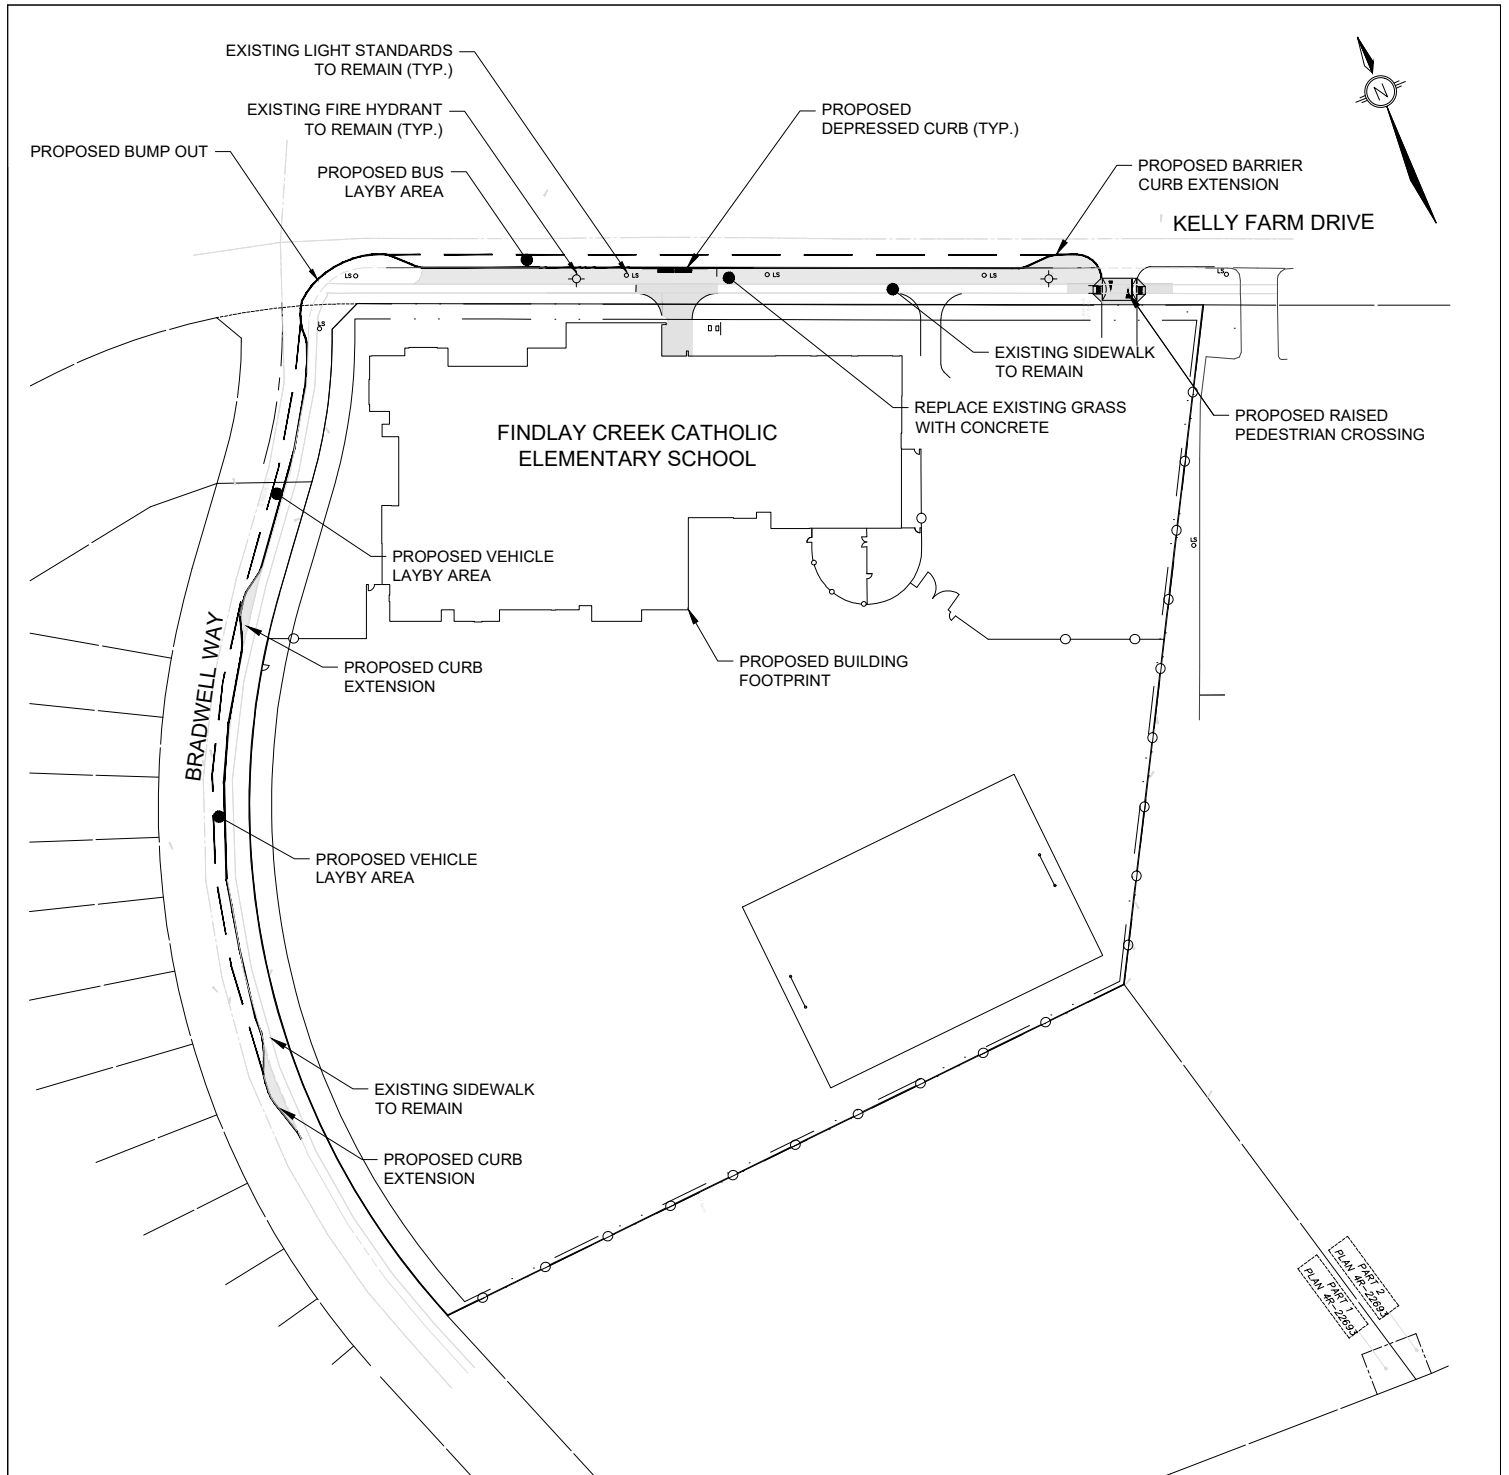 EXISTING LIGHT STANDARDS
TO REMAIN (TYP.)
EXISTING FIRE HYDRANT
TO REMAIN (TYP.)
PROPOSED BUMP OUT
PROPOSED BUS
LAYBY AREA
PROPOSED
DEPRESSED CURB (TYP.)
PROPOSED BARRIER
CURB EXTENSION
N
KELLY FARM DRIVE
LS
LS
LS
LS
LS
LS
EXISTING SIDEWALK
TO REMAIN
REPLACE EXISTING GRASS
WITH CONCRETE
PROPOSED RAISED
PEDESTRIAN CROSSING
FINDLAY CREEK CATHOLIC
ELEMENTARY SCHOOL
LS
PROPOSED VEHICLE
LAYBY AREA
BRADWELL WAY
PROPOSED CURB
EXTENSION
PROPOSED BUILDING
FOOTPRINT
PROPOSED VEHICLE
LAYBY AREA
EXISTING SIDEWALK
TO REMAIN
PROPOSED CURB
EXTENSION
PART 2
PLAN 4R-22693
PART 1
PLAN 4R-22693